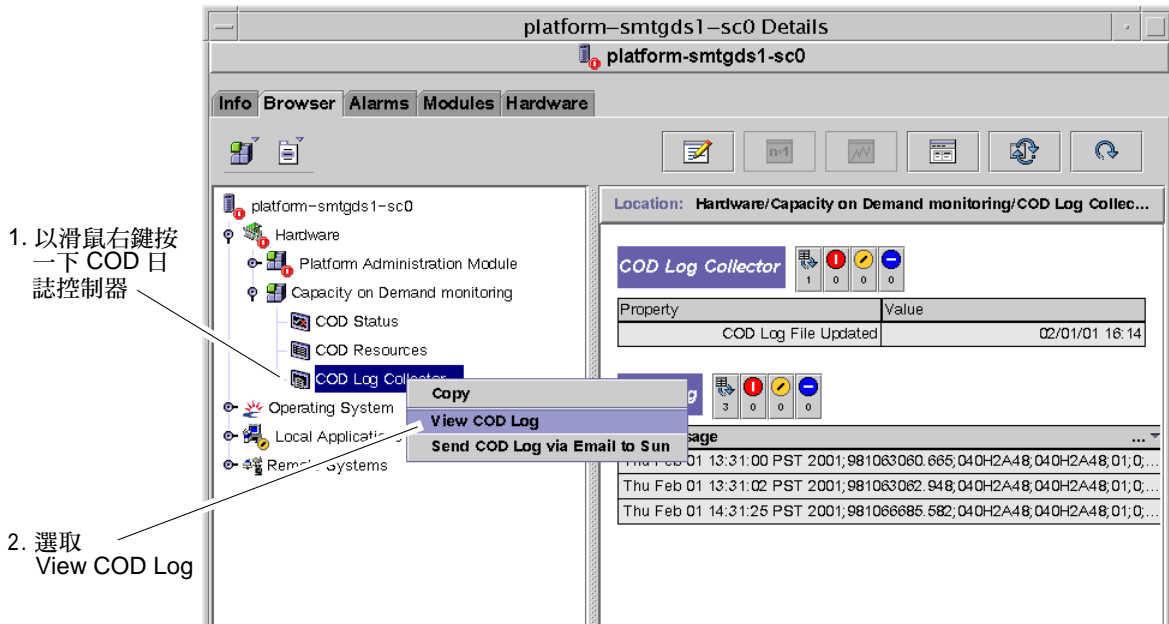 platform-smtgds1-sc0 Details
platform-smtgds1-sc0
Info Browser Alarms Modules Hardware
n=1
platform-smtgds1-sc0
Hardware
Platform Administration Module
Capacity on Demand monitoring
COD Status
COD Resources
COD Log Collector
Operating System
Local Applications
Remote Systems
Copy
View COD Log
Send COD Log via Email to Sun
Location: Hardware/Capacity on Demand monitoring/COD Log Collec...
COD Log Collector
1 0 0 0
Property Value
COD Log File Updated 02/01/01 16:14
g
3 0 0 0
sage ...
Thu Feb 01 13:31:00 PST 2001;981063060.665;040H2A48;040H2A48;01;0;...
Thu Feb 01 13:31:02 PST 2001;981063062.948;040H2A48;040H2A48;01;0;...
Thu Feb 01 14:31:25 PST 2001;981066685.582;040H2A48;040H2A48;01;0;...
1. 以滑鼠右鍵按
一下 COD 日
誌控制器
2. 選取
View COD Log